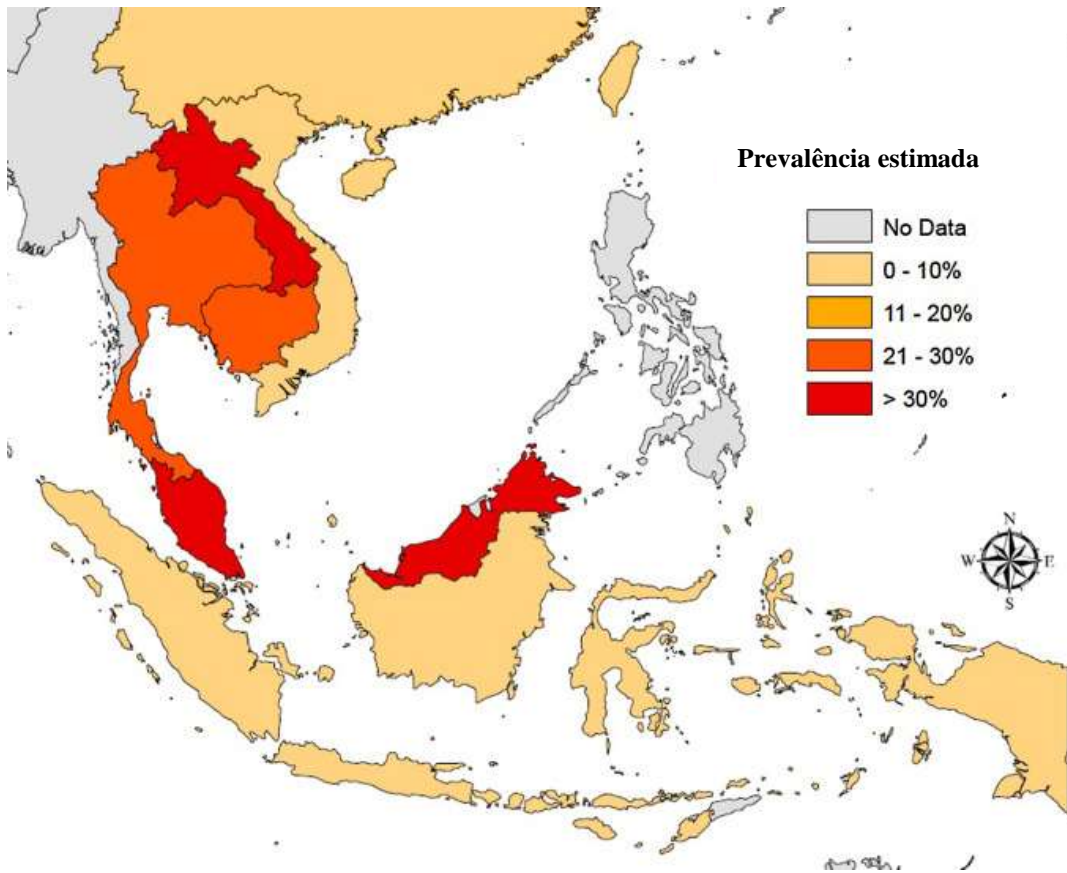 Prevalência estimada
No Data
0 - 10%
11 - 20%
21 - 30%
> 30%
N
W E
S